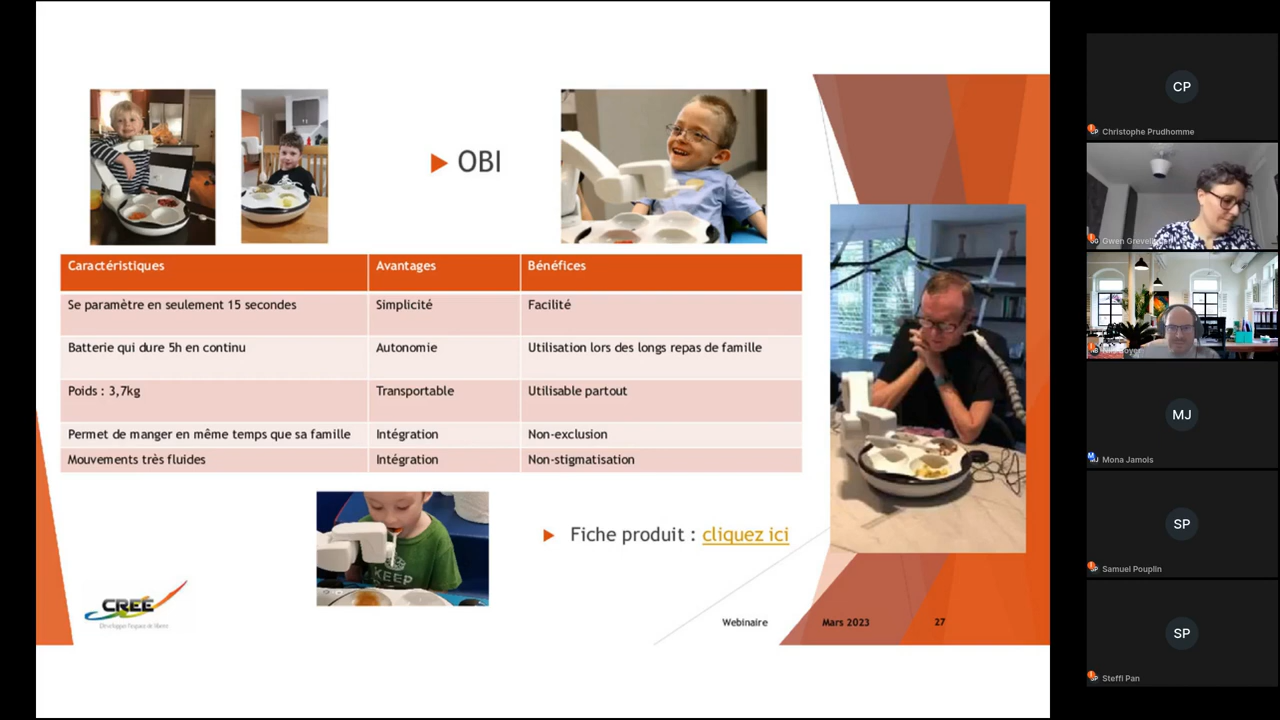 OBI
Caractéristiques Avantages Bénéfices
Se paramètre en seulement 15 secondes Simplicité Facilité
Batterie qui dure 5h en continu Autonomie Utilisation lors des longs repas de famille
Poids : 3,7kg Transportable Utilisable partout
Permet de manger en même temps que sa famille Intégration Non-exclusion
Mouvements très fluides Intégration Non-stigmatisation
KEEP
Fiche produit : cliquez ici
CREE
Webinaire Mars 2023 27
CP
Christophe Prudhomme
MJ
Mona Jamois
SP
Samuel Pouplin
SP
Steffi Pan